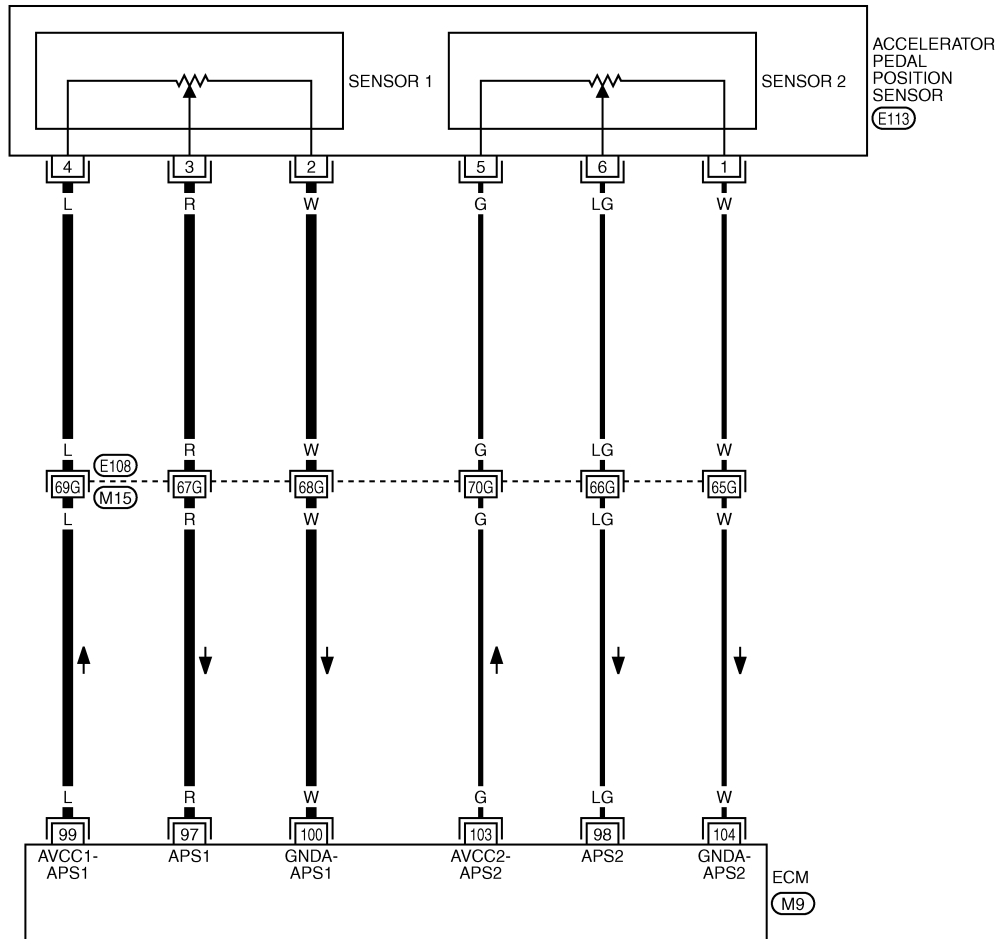 ACCELERATOR
PEDAL
POSITION
SENSOR
E113
SENSOR 1
SENSOR 2
4 3 2 5 6 1
L R W G LG W
L R W G LG W
E108
69G 67G 68G 70G 66G 65G
M15
L R W G LG W
L R W G LG W
99 97 100 103 98 104
AVCC1-
APS1
APS1
GNDA-
APS1
AVCC2-
APS2
APS2
GNDA-
APS2
ECM
M9